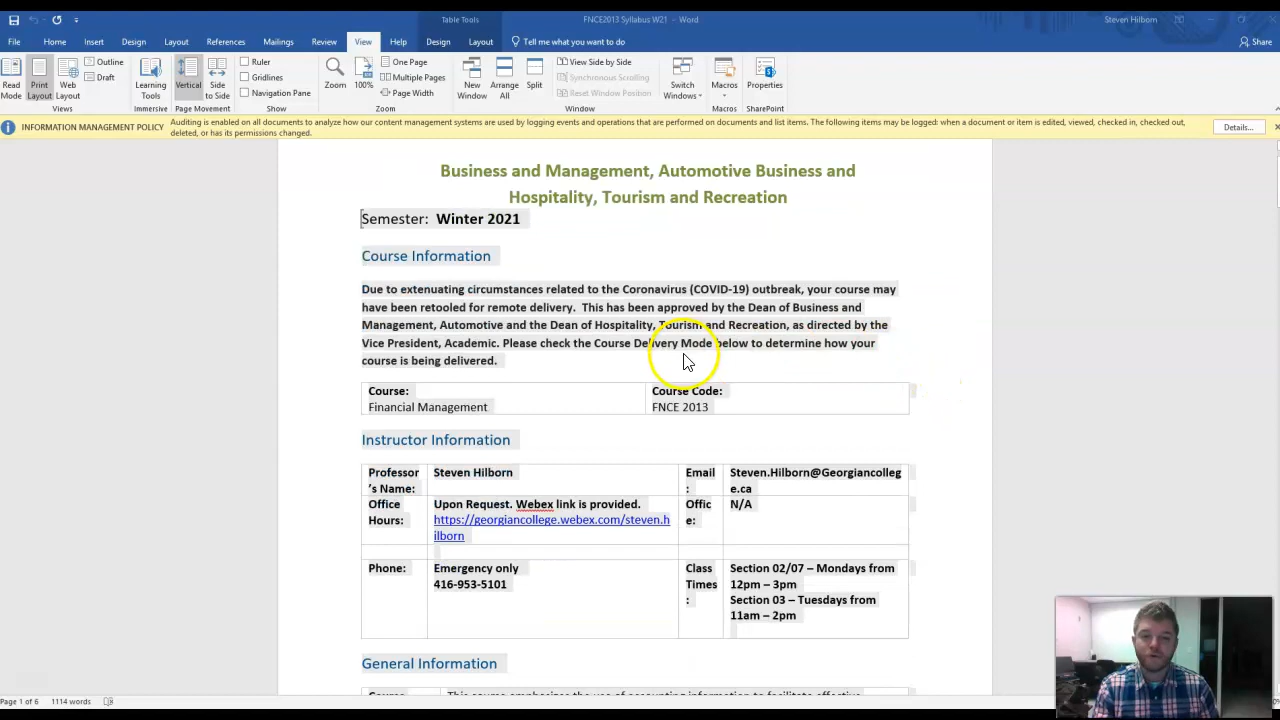 Table Tools
FNCE2013 Syllabus W21 - Word
Steven Hilborn
File Home Insert Design Layout References Mailings Review View Help Design Layout Tell me what you want to do Share
Read Mode
Print Layout
Web Layout
Outline
Draft
Views
Learning Tools
Immersive
Vertical
Side to Side
Page Movement
Ruler
Gridlines
Navigation Pane
Show
Zoom
100%
One Page
Multiple Pages
Page Width
Zoom
New Window
Arrange All
Split
View Side by Side
Synchronous Scrolling
Reset Window Position
Window
Switch Windows
Macros
Macros
Properties
SharePoint
INFORMATION MANAGEMENT POLICY
Auditing is enabled on all documents to analyze how our content management systems are used by logging events and operations that are performed on documents and list items. The following items may be logged: when a document or item is edited, viewed, checked in, checked out,
deleted, or has its permissions changed.
Details...
Business and Management, Automotive Business and
Hospitality, Tourism and Recreation
Semester: Winter 2021
Course Information
Due to extenuating circumstances related to the Coronavirus (COVID-19) outbreak, your course may
have been retooled for remote delivery. This has been approved by the Dean of Business and
Management, Automotive and the Dean of Hospitality, Tourism and Recreation, as directed by the
Vice President, Academic. Please check the Course Delivery Mode below to determine how your
course is being delivered.
Course:
Financial Management
Course Code:
FNCE 2013
Instructor Information
Professor
's Name:
Steven Hilborn
Email
:
Steven.Hilborn@Georgiancolleg
e.ca
Office
Hours:
Upon Request. Webex link is provided.
https://georgiancollege.webex.com/steven.h
ilborn
Offic
e:
N/A
Phone:
Emergency only
416-953-5101
Class
Times
:
Section 02/07 – Mondays from
12pm – 3pm
Section 03 – Tuesdays from
11am – 2pm
General Information
Course This course emphasizes the use of accounting information to facilitate effective
Page 1 of 6 1114 words